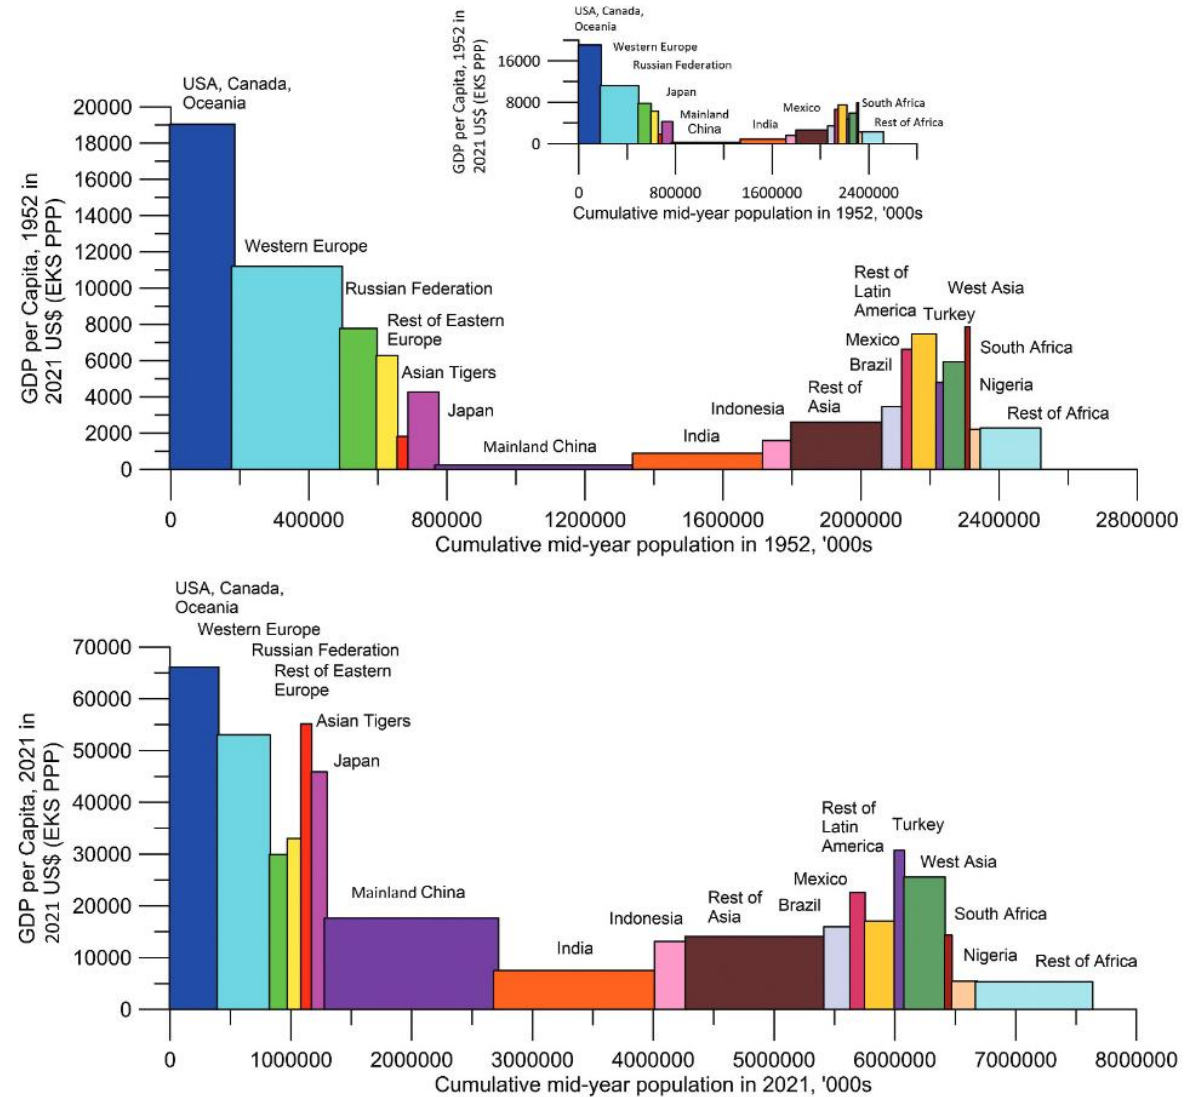 USA, Canada,
Oceania
Western Europe
Russian Federation
Japan
Mainland
China
India
Mexico
South Africa
Rest of Africa
16000
8000
0
GDP per Capita, 1952 in
2021 US$ (EKS PPP)
0
800000
1600000
2400000
Cumulative mid-year population in 1952, '000s
USA, Canada,
Oceania
Western Europe
Russian Federation
Rest of Eastern
Europe
Asian Tigers
Japan
Mainland China
India
Indonesia
Rest of
Asia
Brazil
Mexico
Rest of
Latin
America
Turkey
West Asia
South Africa
Nigeria
Rest of Africa
20000
18000
16000
14000
12000
10000
8000
6000
4000
2000
0
GDP per Capita, 1952 in
2021 US$ (EKS PPP)
0
400000
800000
1200000
1600000
2000000
2400000
2800000
Cumulative mid-year population in 1952, '000s
USA, Canada,
Oceania
Western Europe
Russian Federation
Rest of Eastern
Europe
Asian Tigers
Japan
Mainland China
India
Indonesia
Rest of
Asia
Brazil
Mexico
Rest of
Latin
America
Turkey
West Asia
South Africa
Nigeria
Rest of Africa
70000
60000
50000
40000
30000
20000
10000
0
GDP per Capita, 2021 in
2021 US$ (EKS PPP)
0
1000000
2000000
3000000
4000000
5000000
6000000
7000000
8000000
Cumulative mid-year population in 2021, '000s